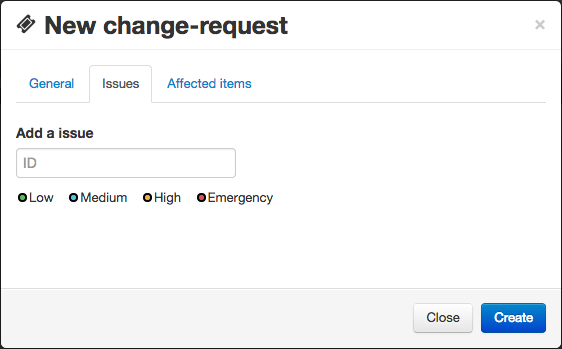 New change-request
×
General Issues Affected items
Add a issue
ID
Low Medium High Emergency
Close Create